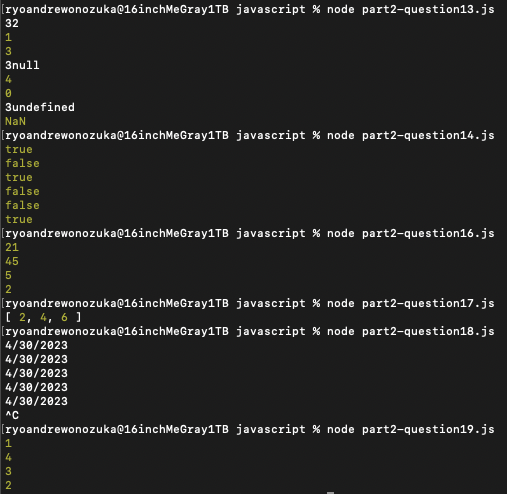 [ryoandrewonozuka@16inchMeGray1TB javascript % node part2-question13.js
32
1
3
3null
4
0
3undefined
NaN
[ryoandrewonozuka@16inchMeGray1TB javascript % node part2-question14.js
true
false
true
false
false
true
[ryoandrewonozuka@16inchMeGray1TB javascript % node part2-question16.js
21
45
5
2
[ryoandrewonozuka@16inchMeGray1TB javascript % node part2-question17.js
[ 2, 4, 6 ]
[ryoandrewonozuka@16inchMeGray1TB javascript % node part2-question18.js
4/30/2023
4/30/2023
4/30/2023
4/30/2023
4/30/2023
^C
[ryoandrewonozuka@16inchMeGray1TB javascript % node part2-question19.js
1
4
3
2